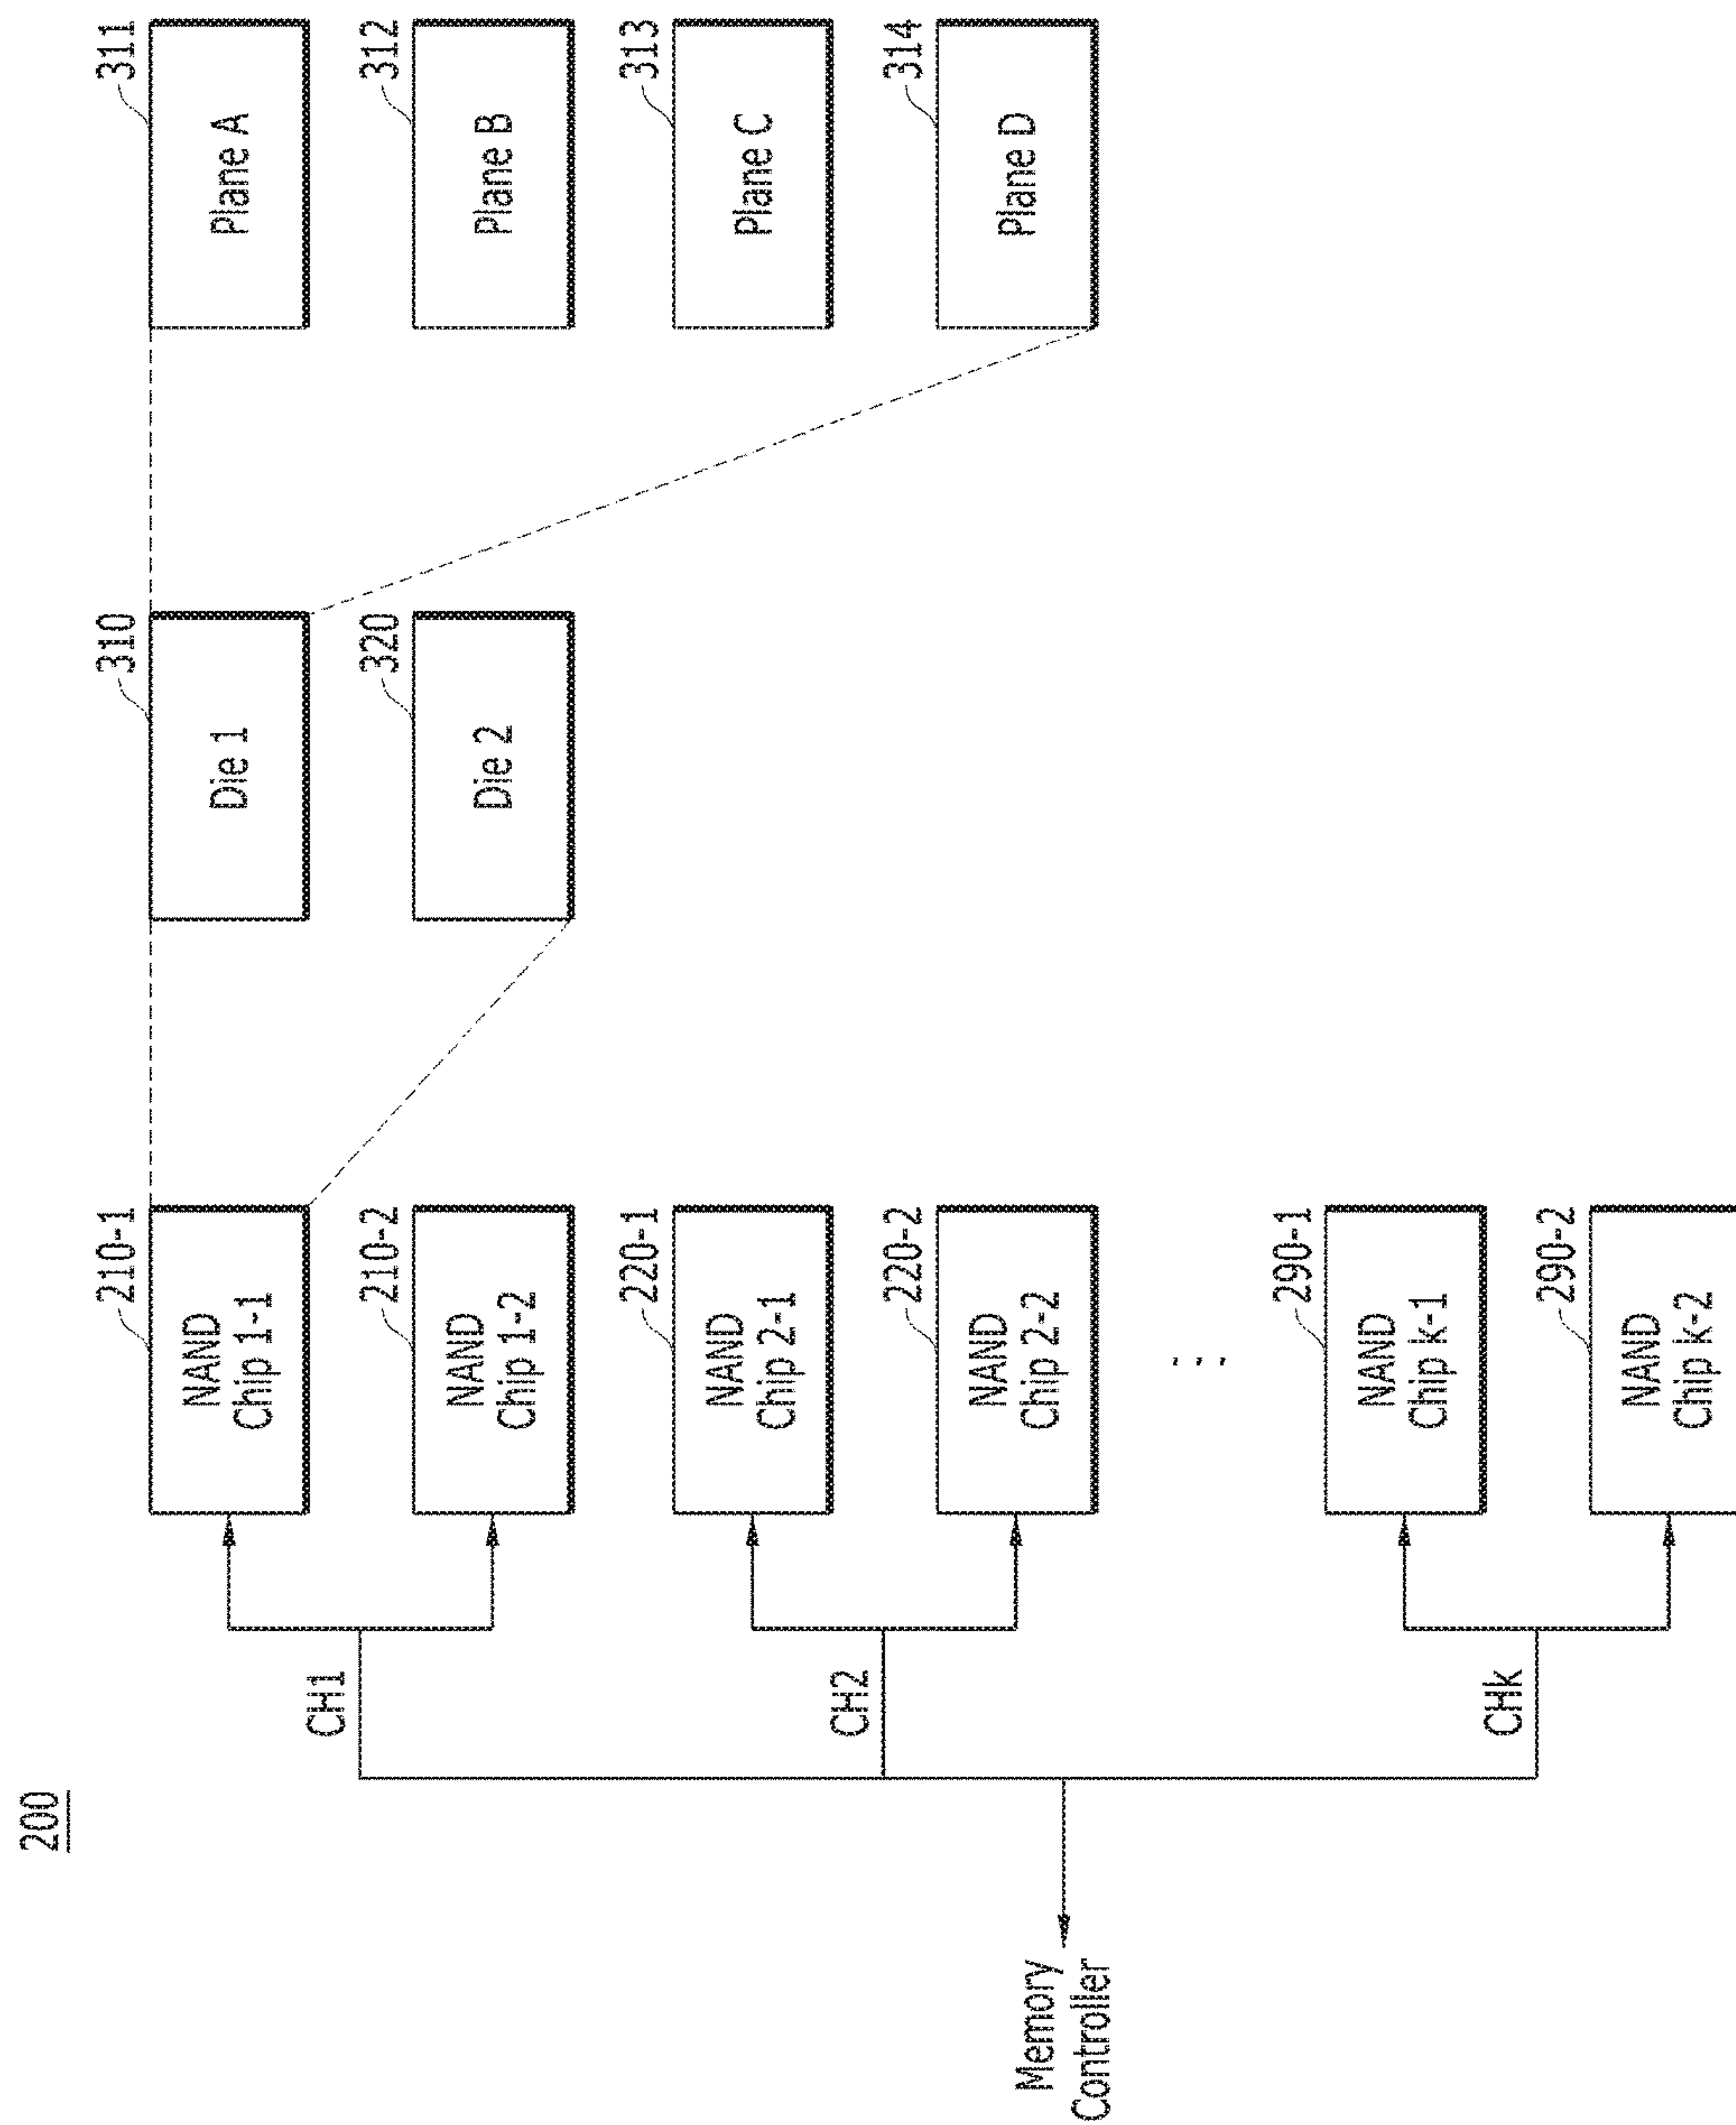 200
Memory
Controller
CH1
CH2
CHk
210-1
NAND
Chip 1-1
210-2
NAND
Chip 1-2
220-1
NAND
Chip 2-1
220-2
NAND
Chip 2-2
...
290-1
NAND
Chip k-1
290-2
NAND
Chip k-2
310
Die 1
320
Die 2
311
Plane A
312
Plane B
313
Plane C
314
Plane D